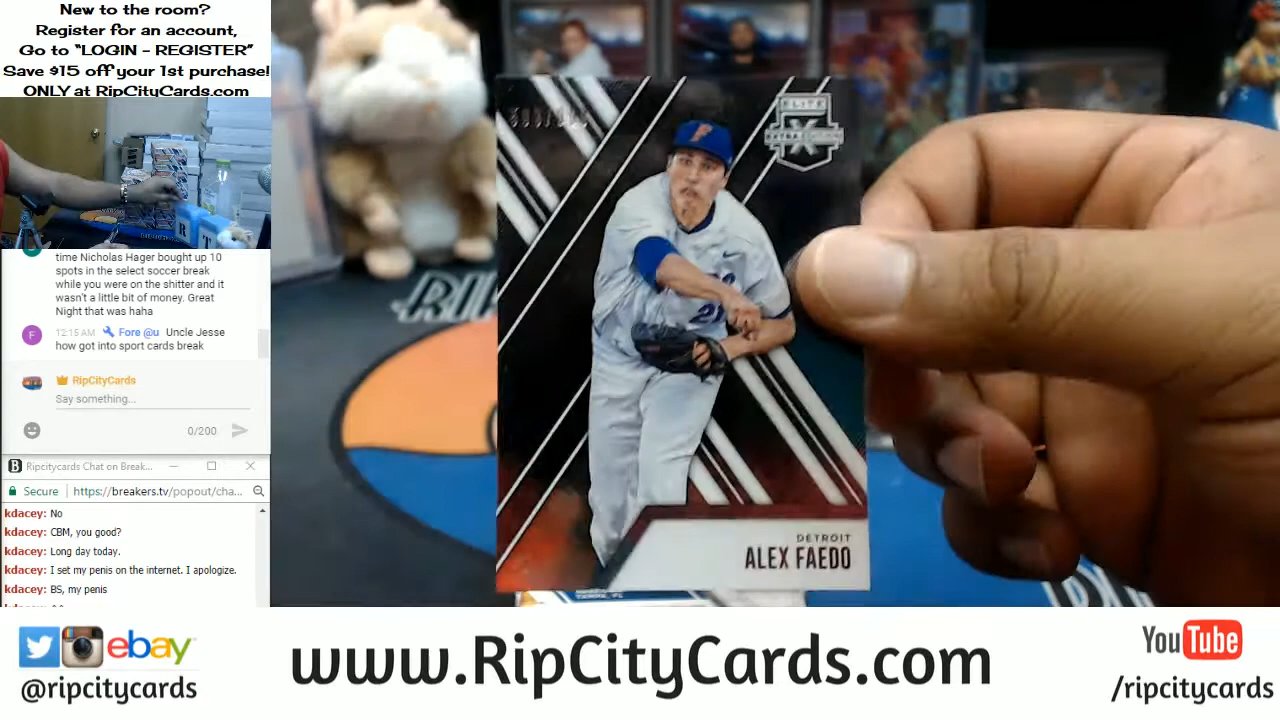 New to the room?
Register for an account,
Go to “LOGIN - REGISTER”
Save $15 off your 1st purchase!
ONLY at RipCityCards.com
R T
time Nicholas Hager bought up 10
spots in the select soccer break
while you were on the shitter and it
wasn't a little bit of money. Great
Night that was haha
F
12:15 AM Fore @u Uncle Jesse
how got into sport cards break
RipCityCards
Say something...
0/200
B Ripcitycards Chat on Break...
Secure https://breakers.tv/popout/cha...
kdacey: No
kdacey: CBM, you good?
kdacey: Long day today.
kdacey: I set my penis on the internet. I apologize.
kdacey: BS, my penis
ELITE
X
EXTRA EDITION
F
21
DETROIT
ALEX FAEDO
ebay
@ripcitycards
www.RipCityCards.com
YouTube
/ripcitycards